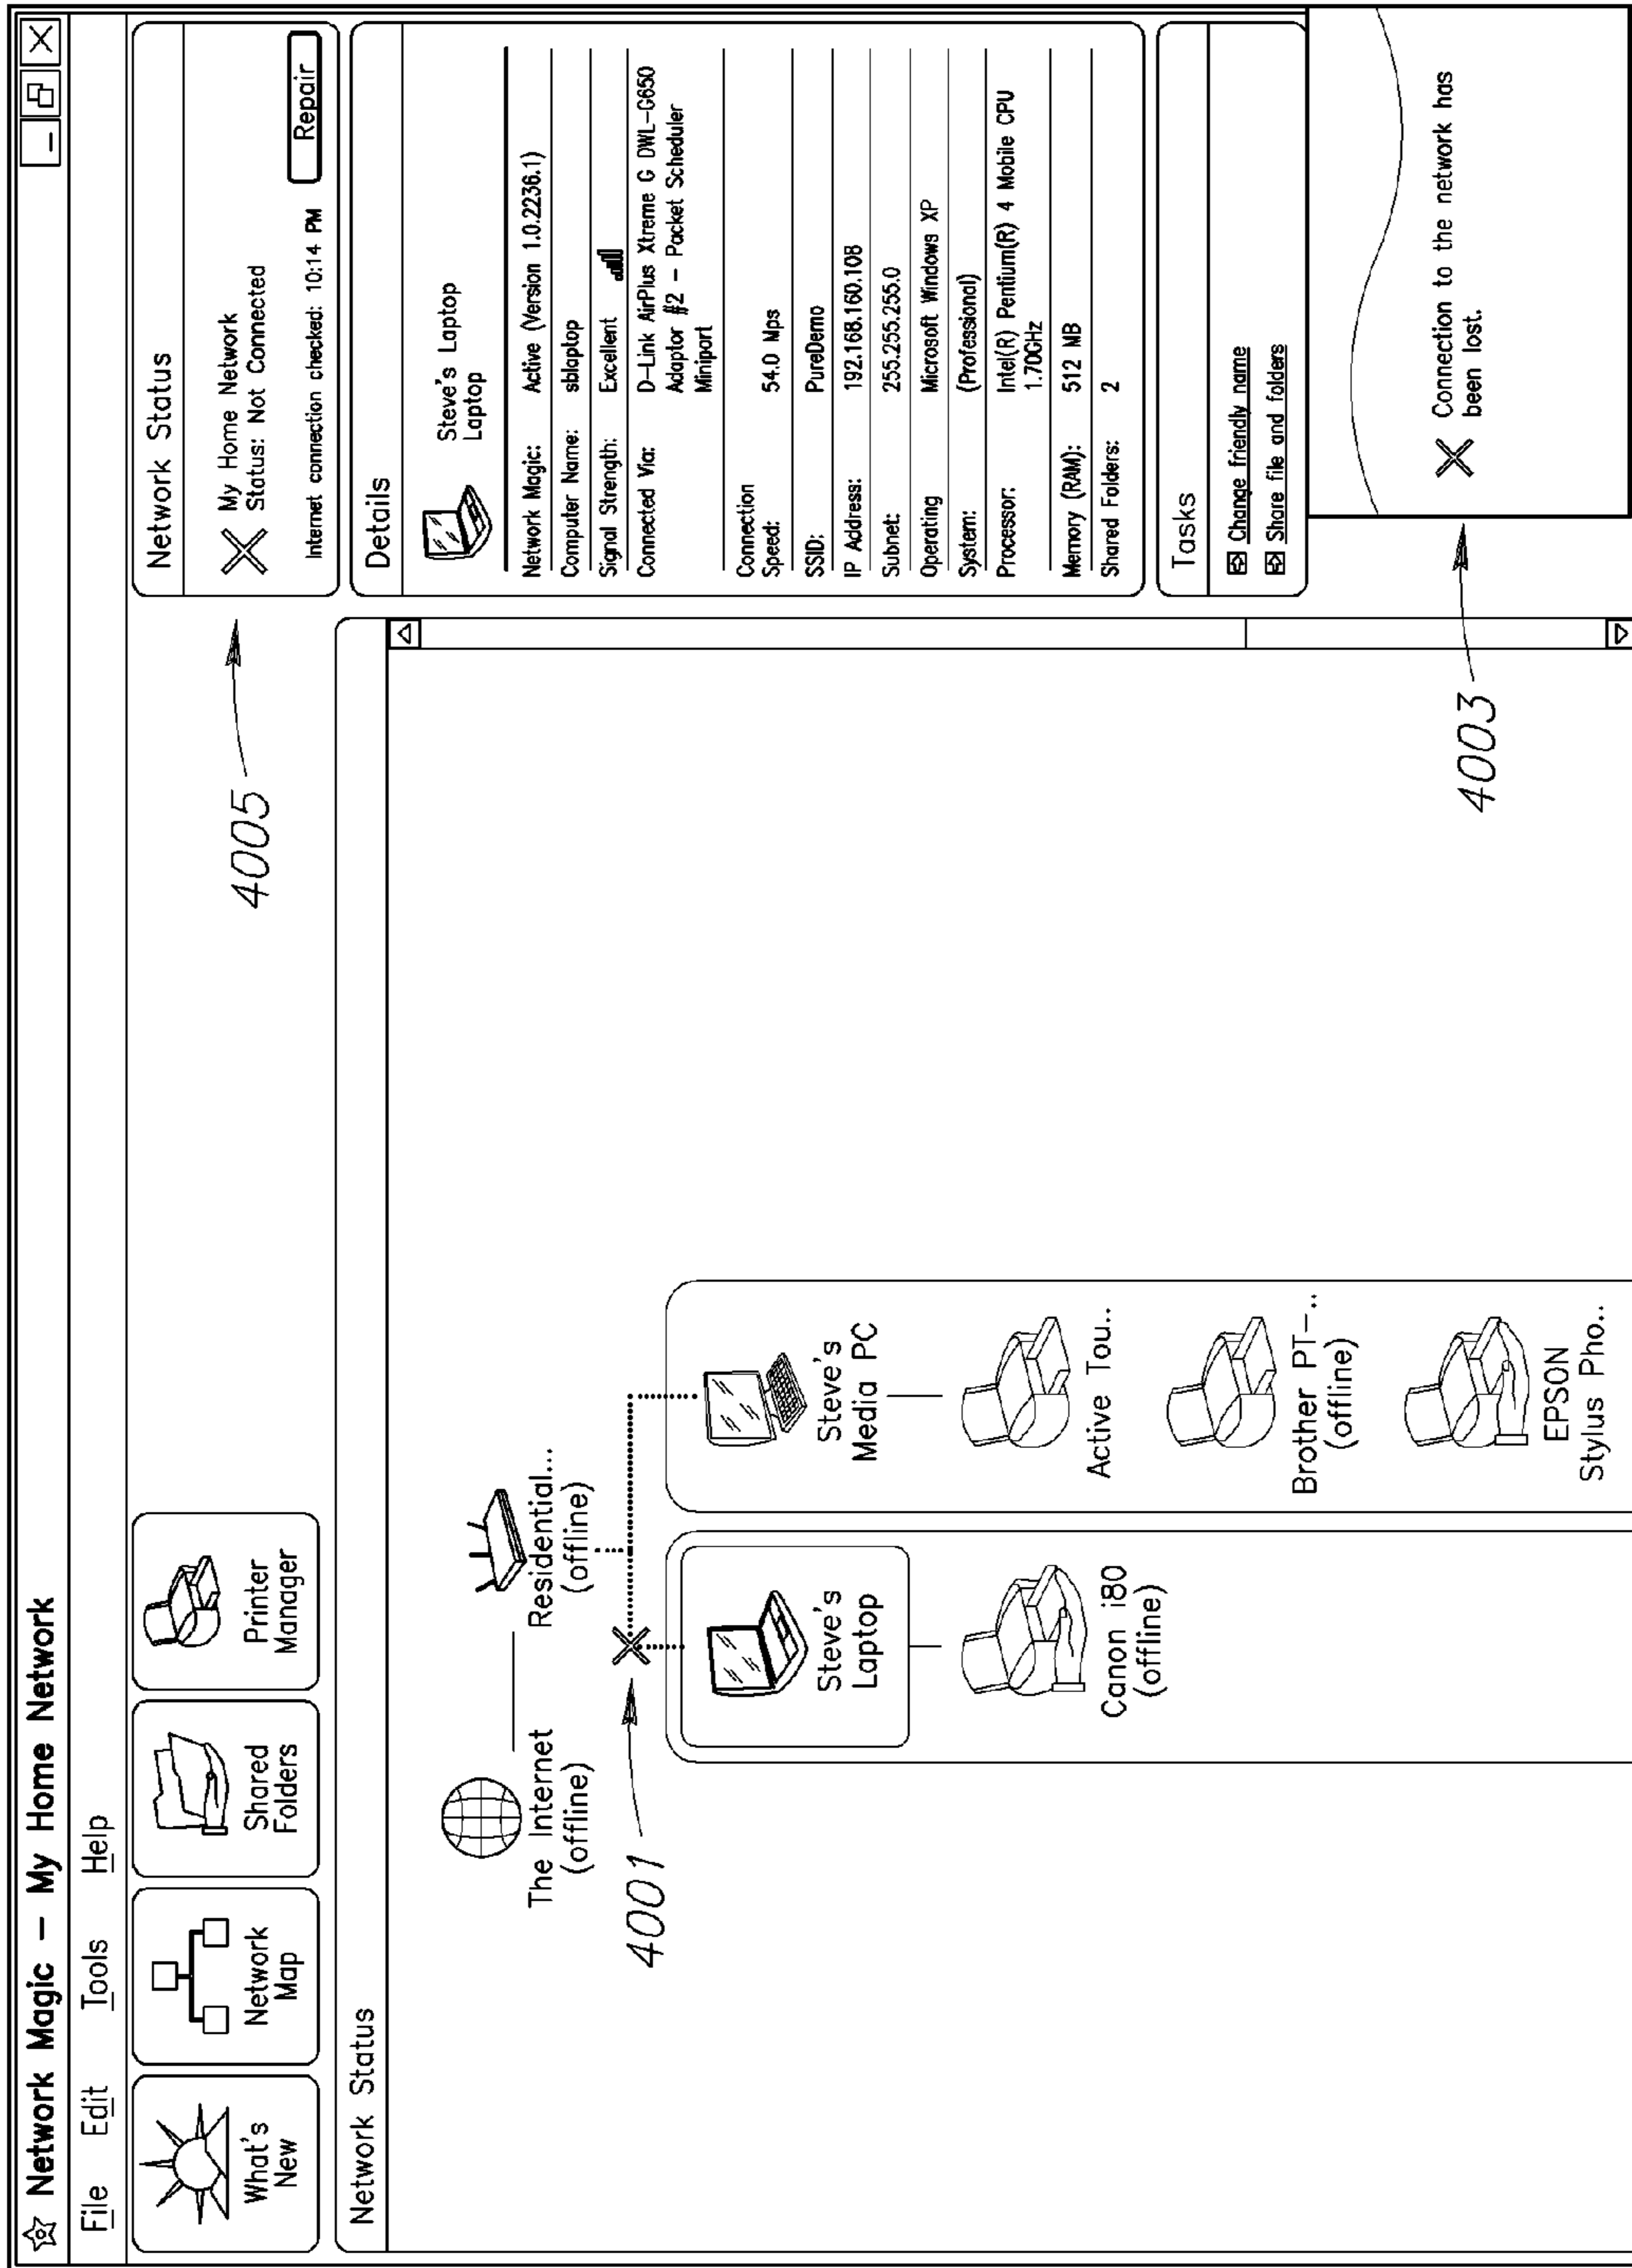 Network Magic – My Home Network
File Edit Tools Help
What's
New
Network
Map
Shared
Folders
Printer
Manager
Network Status
The Internet
(offline)
Residential...
(offline)
4001
Steve's
Laptop
Canon i80
(offline)
Steve's
Media PC
Active Tou..
Brother PT-..
(offline)
EPSON
Stylus Pho..
4005
Network Status
My Home Network
Status: Not Connected
Internet connection checked: 10:14 PM
Repair
Details
Steve's Laptop
Laptop
Network Magic: Active (Version 1.0.2236.1)
Computer Name: sblaptop
Signal Strength: Excellent
Connected Via: D-Link AirPlus Xtreme G DWL-G650
Adaptor #2 – Packet Scheduler
Miniport
Connection
Speed: 54.0 Mps
SSID: PureDemo
IP Address: 192.168.160.108
Subnet: 255.255.255.0
Operating Microsoft Windows XP
System: (Professional)
Processor: Intel(R) Pentium(R) 4 Mobile CPU
1.70GHz
Memory (RAM): 512 MB
Shared Folders: 2
Tasks
Change friendly name
Share file and folders
4003
Connection to the network has
been lost.